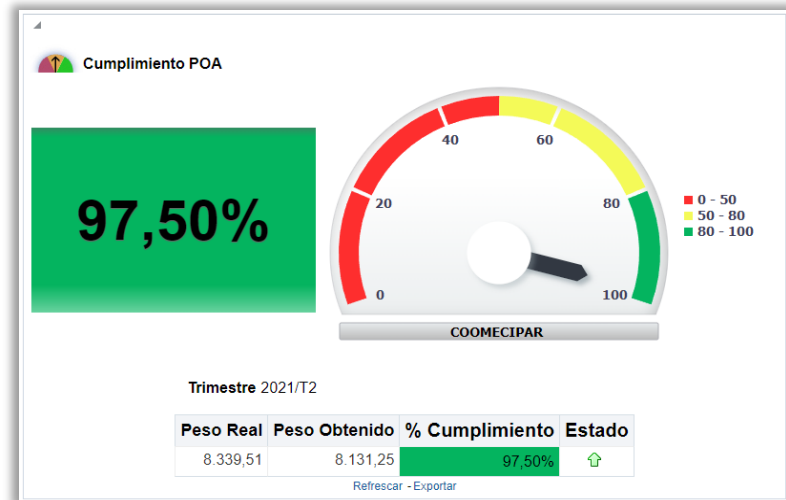 Cumplimiento POA
97,50%
0
20
40
60
80
100
0 - 50
50 - 80
80 - 100
COOMECIPAR
Trimestre 2021/T2
Peso Real Peso Obtenido % Cumplimiento Estado
8.339,51 8.131,25 97,50%
Refrescar - Exportar